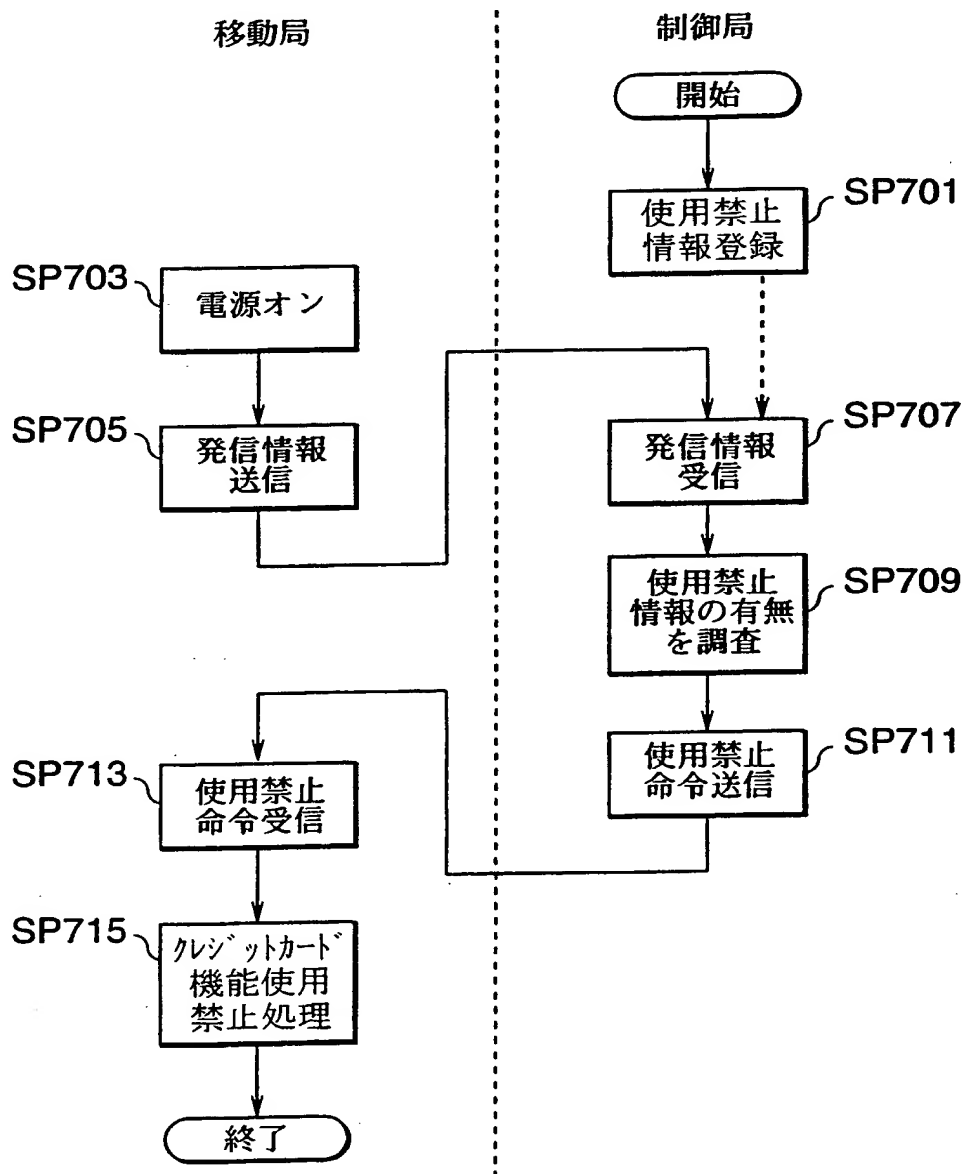 移動局
制御局
開始
SP701
使用禁止
情報登録
SP703
電源オン
SP705
発信情報
送信
SP707
発信情報
受信
SP709
使用禁止
情報の有無
を調査
SP711
使用禁止
命令送信
SP713
使用禁止
命令受信
SP715
クレジットカード
機能使用
禁止処理
終了